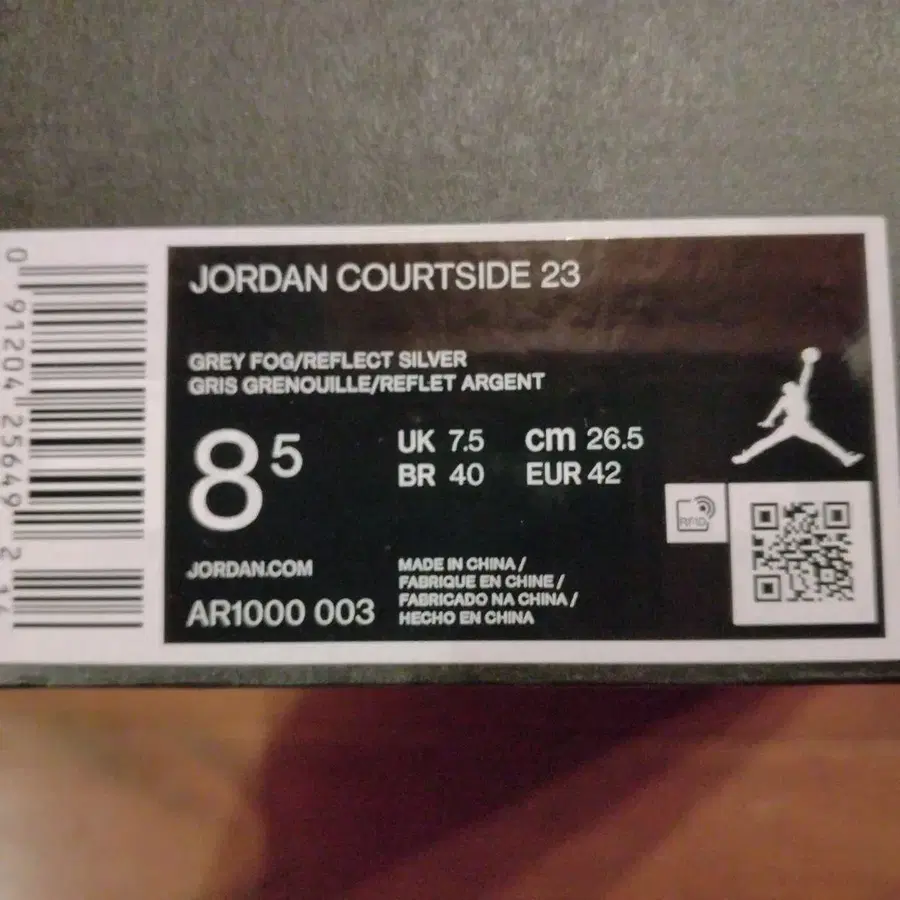 JORDAN COURTSIDE 23
GREY FOG/REFLECT SILVER
GRIS GRENOUILLE/REFLET ARGENT
8 5
UK 7.5 cm 26.5
BR 40 EUR 42
RFID
JORDAN.COM
AR1000 003
MADE IN CHINA /
FABRIQUE EN CHINE /
FABRICADO NA CHINA /
HECHO EN CHINA
0 91204 25649 2